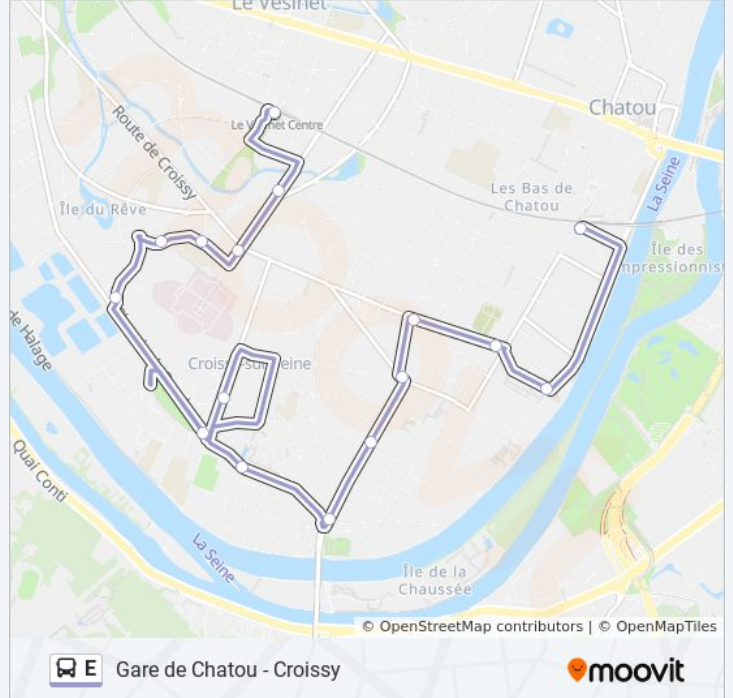 Le Vésinet
Chatou
Le Vésinet Centre
Route de Croissy
La Seine
Les Bas de
Chatou
Île du Rêve
Île des
Impressionnist
de Halage
Croissy-sur-Seine
Quai Conti
La Seine
Île de la
Chaussée
© OpenStreetMap contributors | © OpenMapTiles
E Gare de Chatou - Croissy
moovit